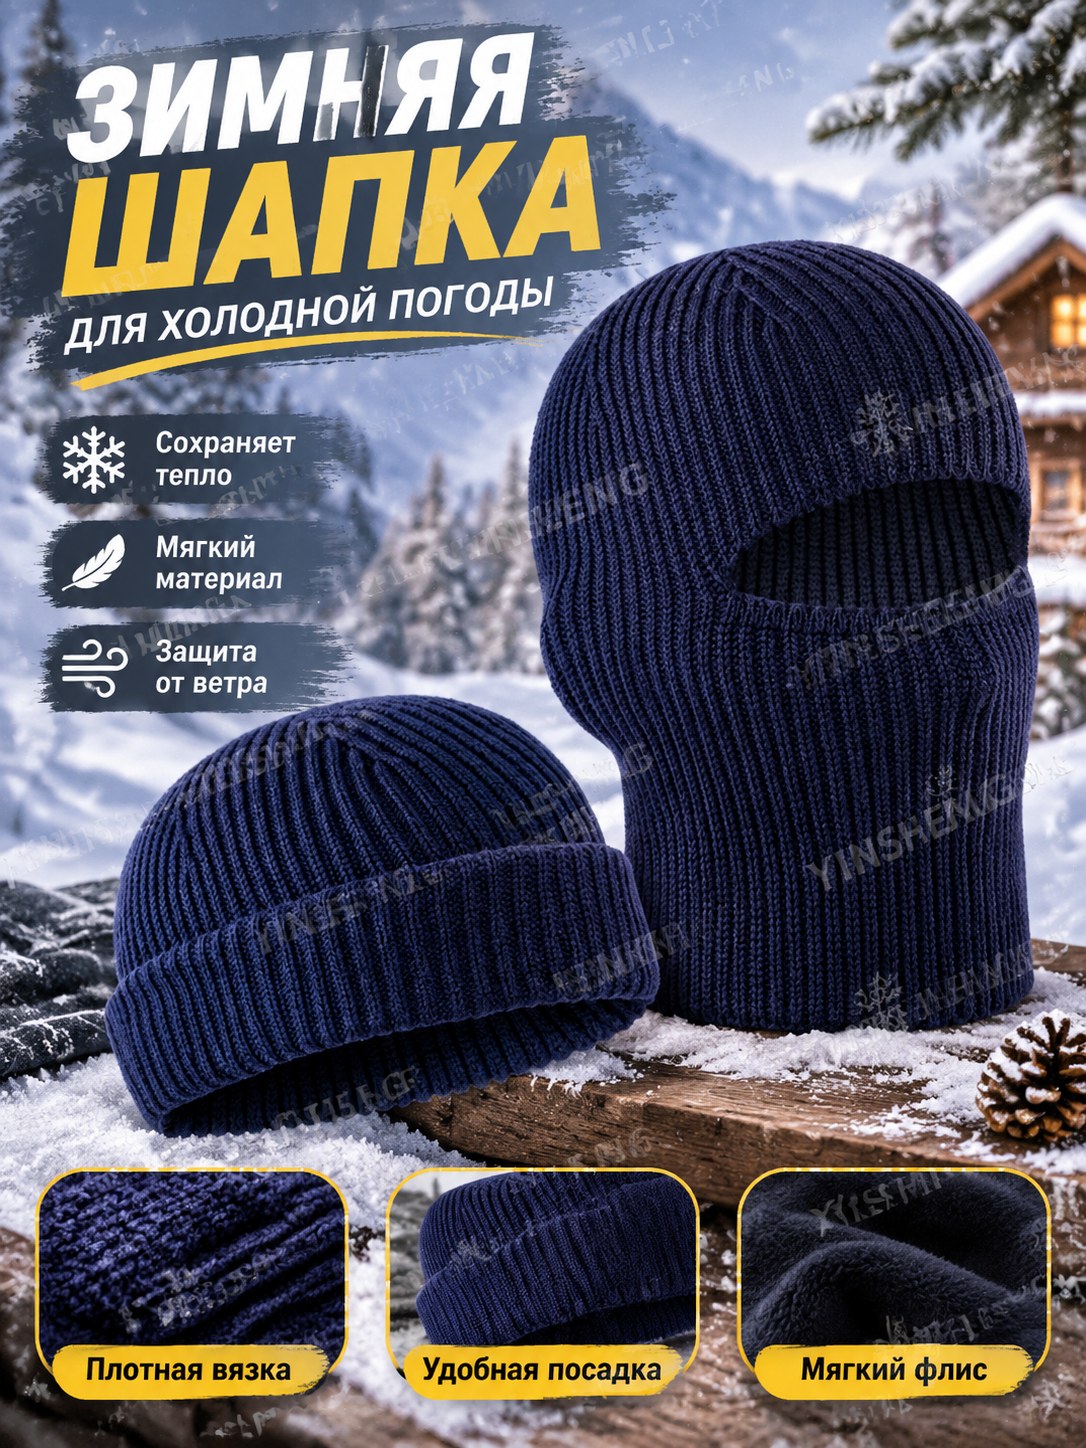 ЗИМНЯЯ
ШАПКА
ДЛЯ ХОЛОДНОЙ ПОГОДЫ
Сохраняет
тепло
Мягкий
материал
Защита
от ветра
YINSHENG
Плотная вязка
Удобная посадка
Мягкий флис